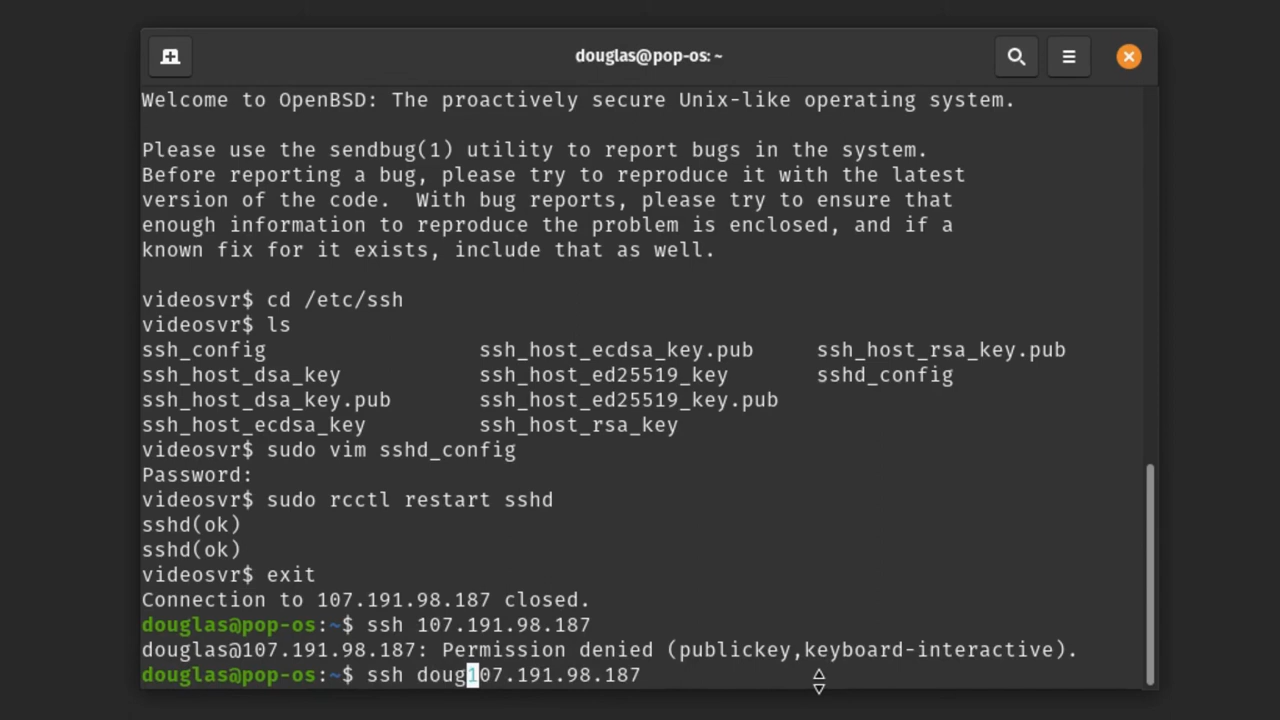 douglas@pop-os: ~
Welcome to OpenBSD: The proactively secure Unix-like operating system.
Please use the sendbug(1) utility to report bugs in the system.
Before reporting a bug, please try to reproduce it with the latest
version of the code.  With bug reports, please try to ensure that
enough information to reproduce the problem is enclosed, and if a
known fix for it exists, include that as well.
videosvr$ cd /etc/ssh
videosvr$ ls
ssh_config ssh_host_ecdsa_key.pub ssh_host_rsa_key.pub
ssh_host_dsa_key ssh_host_ed25519_key sshd_config
ssh_host_dsa_key.pub ssh_host_ed25519_key.pub
ssh_host_ecdsa_key ssh_host_rsa_key
videosvr$ sudo vim sshd_config
Password:
videosvr$ sudo rcctl restart sshd
sshd(ok)
sshd(ok)
videosvr$ exit
Connection to 107.191.98.187 closed.
douglas@pop-os:~$ ssh 107.191.98.187
douglas@107.191.98.187: Permission denied (publickey,keyboard-interactive).
douglas@pop-os:~$ ssh doug107.191.98.187